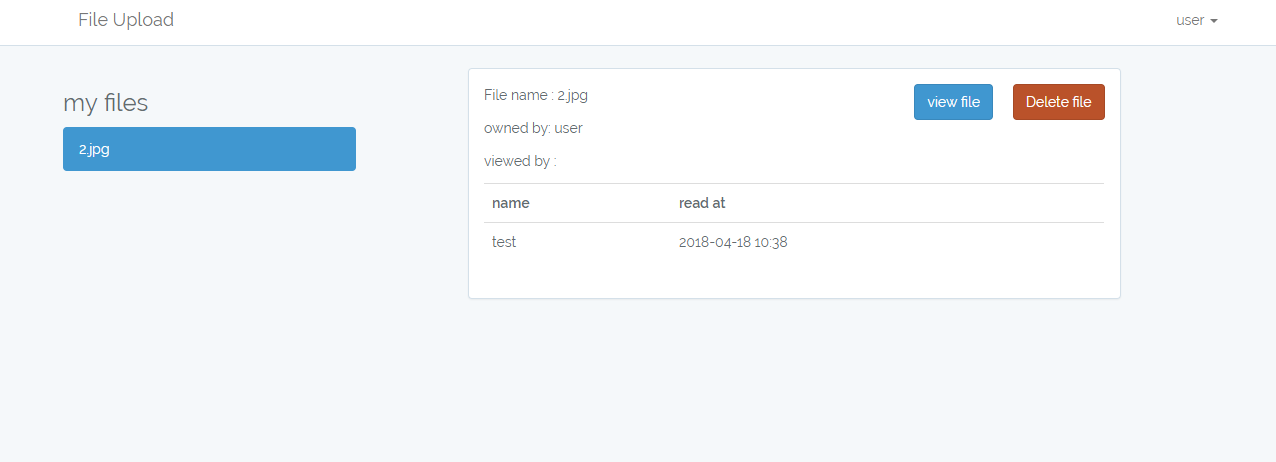 File Upload
user
my files
2.jpg
File name : 2.jpg
view file
Delete file
owned by: user
viewed by :
name read at
test 2018-04-18 10:38